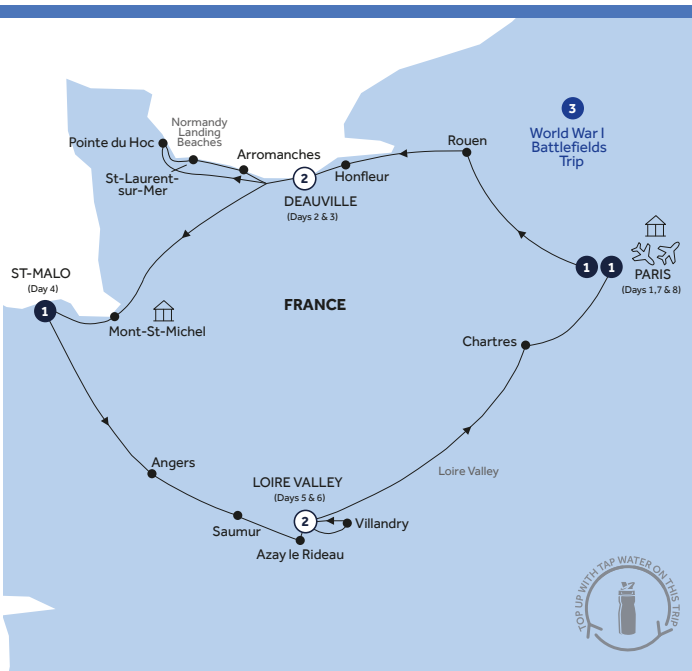 3
World War I
Battlefields
Trip
Normandy
Landing
Beaches
Pointe du Hoc
Arromanches
Rouen
St-Laurent-
sur-Mer
2
Honfleur
DEAUVILLE
(Days 2 & 3)
1
1
PARIS
(Days 1,7 & 8)
ST-MALO
(Day 4)
1
FRANCE
Mont-St-Michel
Chartres
Angers
LOIRE VALLEY
(Days 5 & 6)
Loire Valley
2
Villandry
Saumur
Azay le Rideau
TOP UP WITH TAP WATER ON THIS TRIP